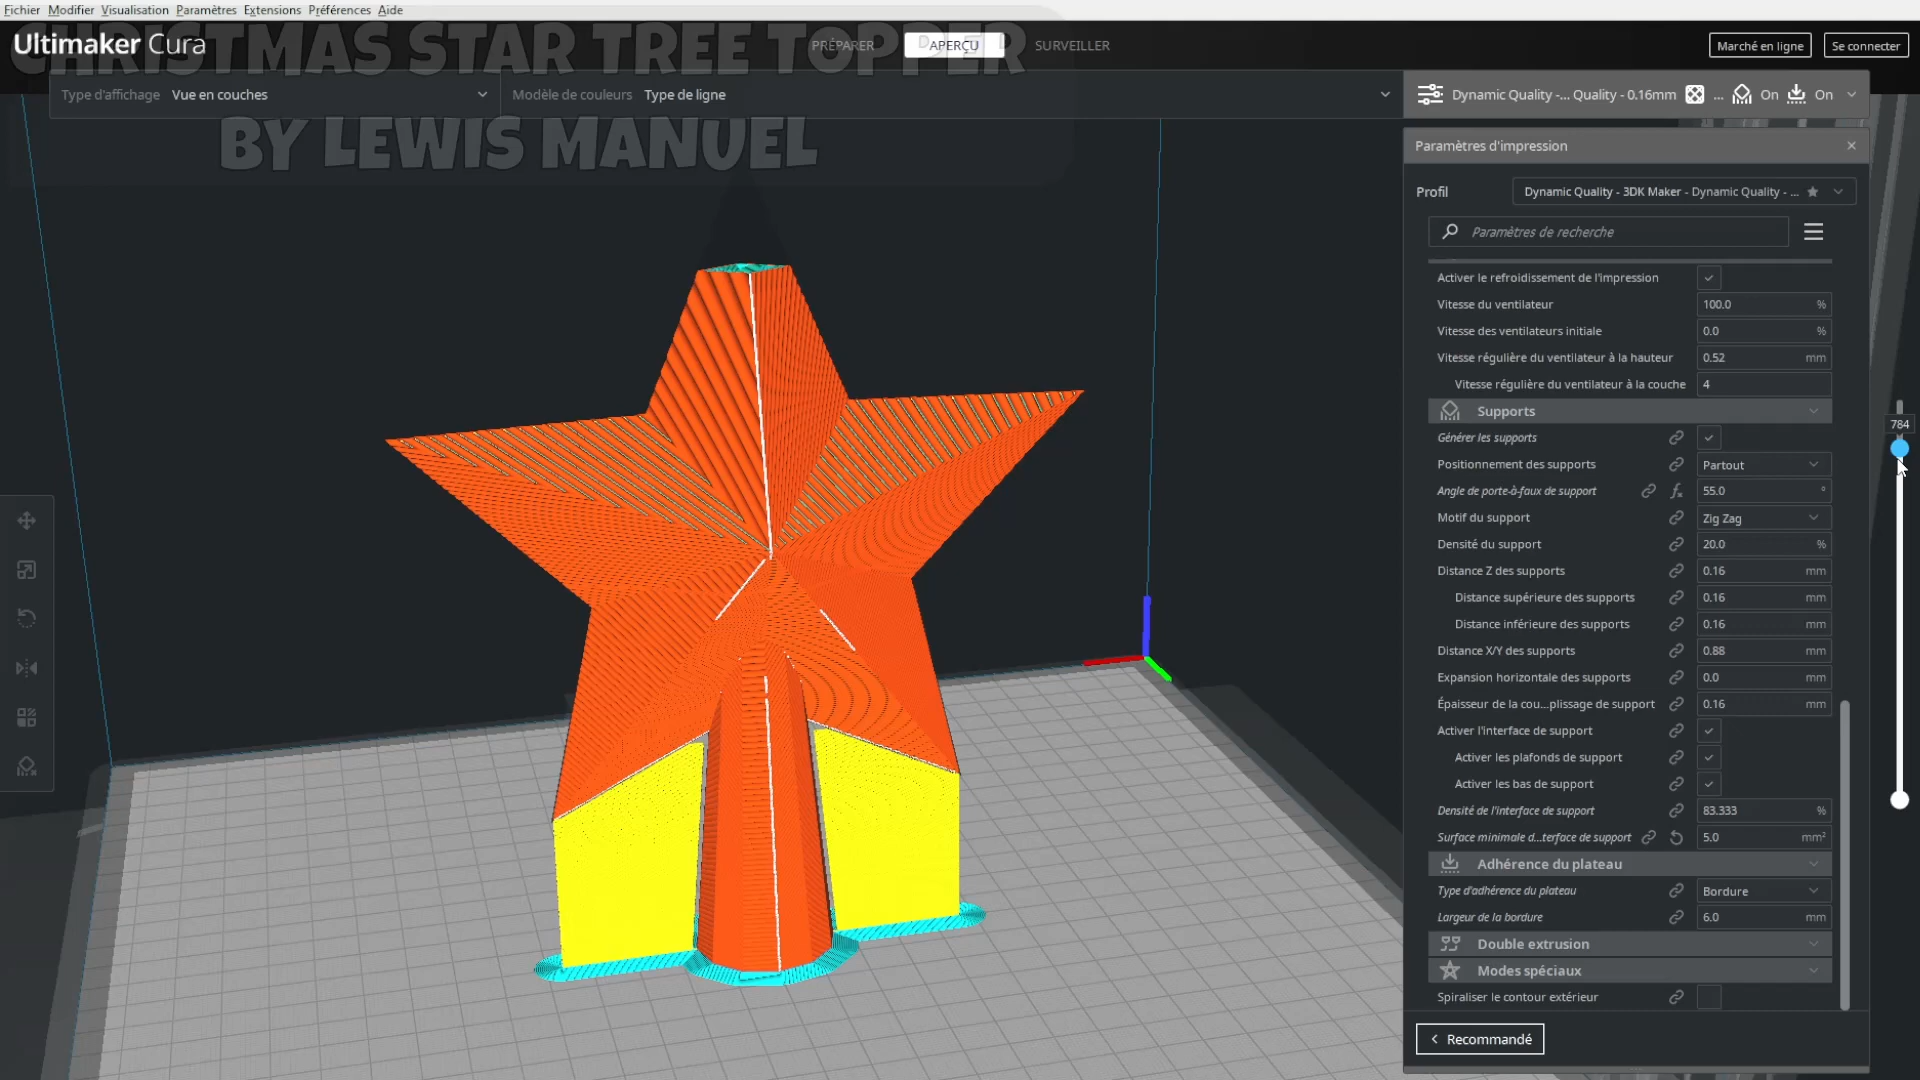 Fichier Modifier Visualisation Paramètres Extensions Préférences Aide
CHRISTMAS STAR TREE TOPPER
BY LEWIS MANUEL
Ultimaker Cura
PRÉPARER APERÇU SURVEILLER
Marché en ligne Se connecter
Type d'affichage Vue en couches
Modèle de couleurs Type de ligne
Dynamic Quality -... Quality - 0.16mm ... On On
Paramètres d'impression ×
Profil Dynamic Quality - 3DK Maker - Dynamic Quality - ...
Paramètres de recherche
Activer le refroidissement de l'impression
Vitesse du ventilateur 100.0 %
Vitesse des ventilateurs initiale 0.0 %
Vitesse régulière du ventilateur à la hauteur 0.52 mm
Vitesse régulière du ventilateur à la couche 4
Supports
784
Générer les supports
Positionnement des supports Partout
Angle de porte-à-faux de support 55.0 °
Motif du support Zig Zag
Densité du support 20.0 %
Distance Z des supports 0.16 mm
Distance supérieure des supports 0.16 mm
Distance inférieure des supports 0.16 mm
Distance X/Y des supports 0.88 mm
Expansion horizontale des supports 0.0 mm
Épaisseur de la cou...plissage de support 0.16 mm
Activer l'interface de support
Activer les plafonds de support
Activer les bas de support
Densité de l'interface de support 83.333 %
Surface minimale d...terface de support 5.0 mm²
Adhérence du plateau
Type d'adhérence du plateau Bordure
Largeur de la bordure 6.0 mm
Double extrusion
Modes spéciaux
Spiraliser le contour extérieur
Recommandé